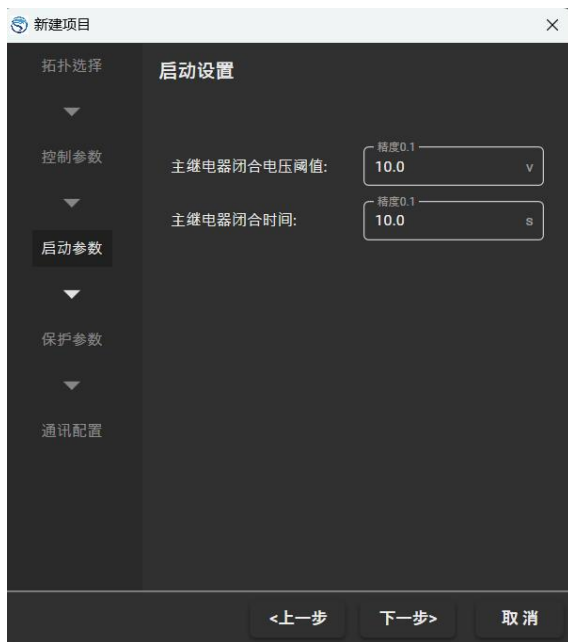 新建项目
拓扑选择
控制参数
启动参数
保护参数
通讯配置
启动设置
精度0.1
主继电器闭合电压阈值: 10.0 v
精度0.1
主继电器闭合时间: 10.0 s
<上一步 下一步> 取消